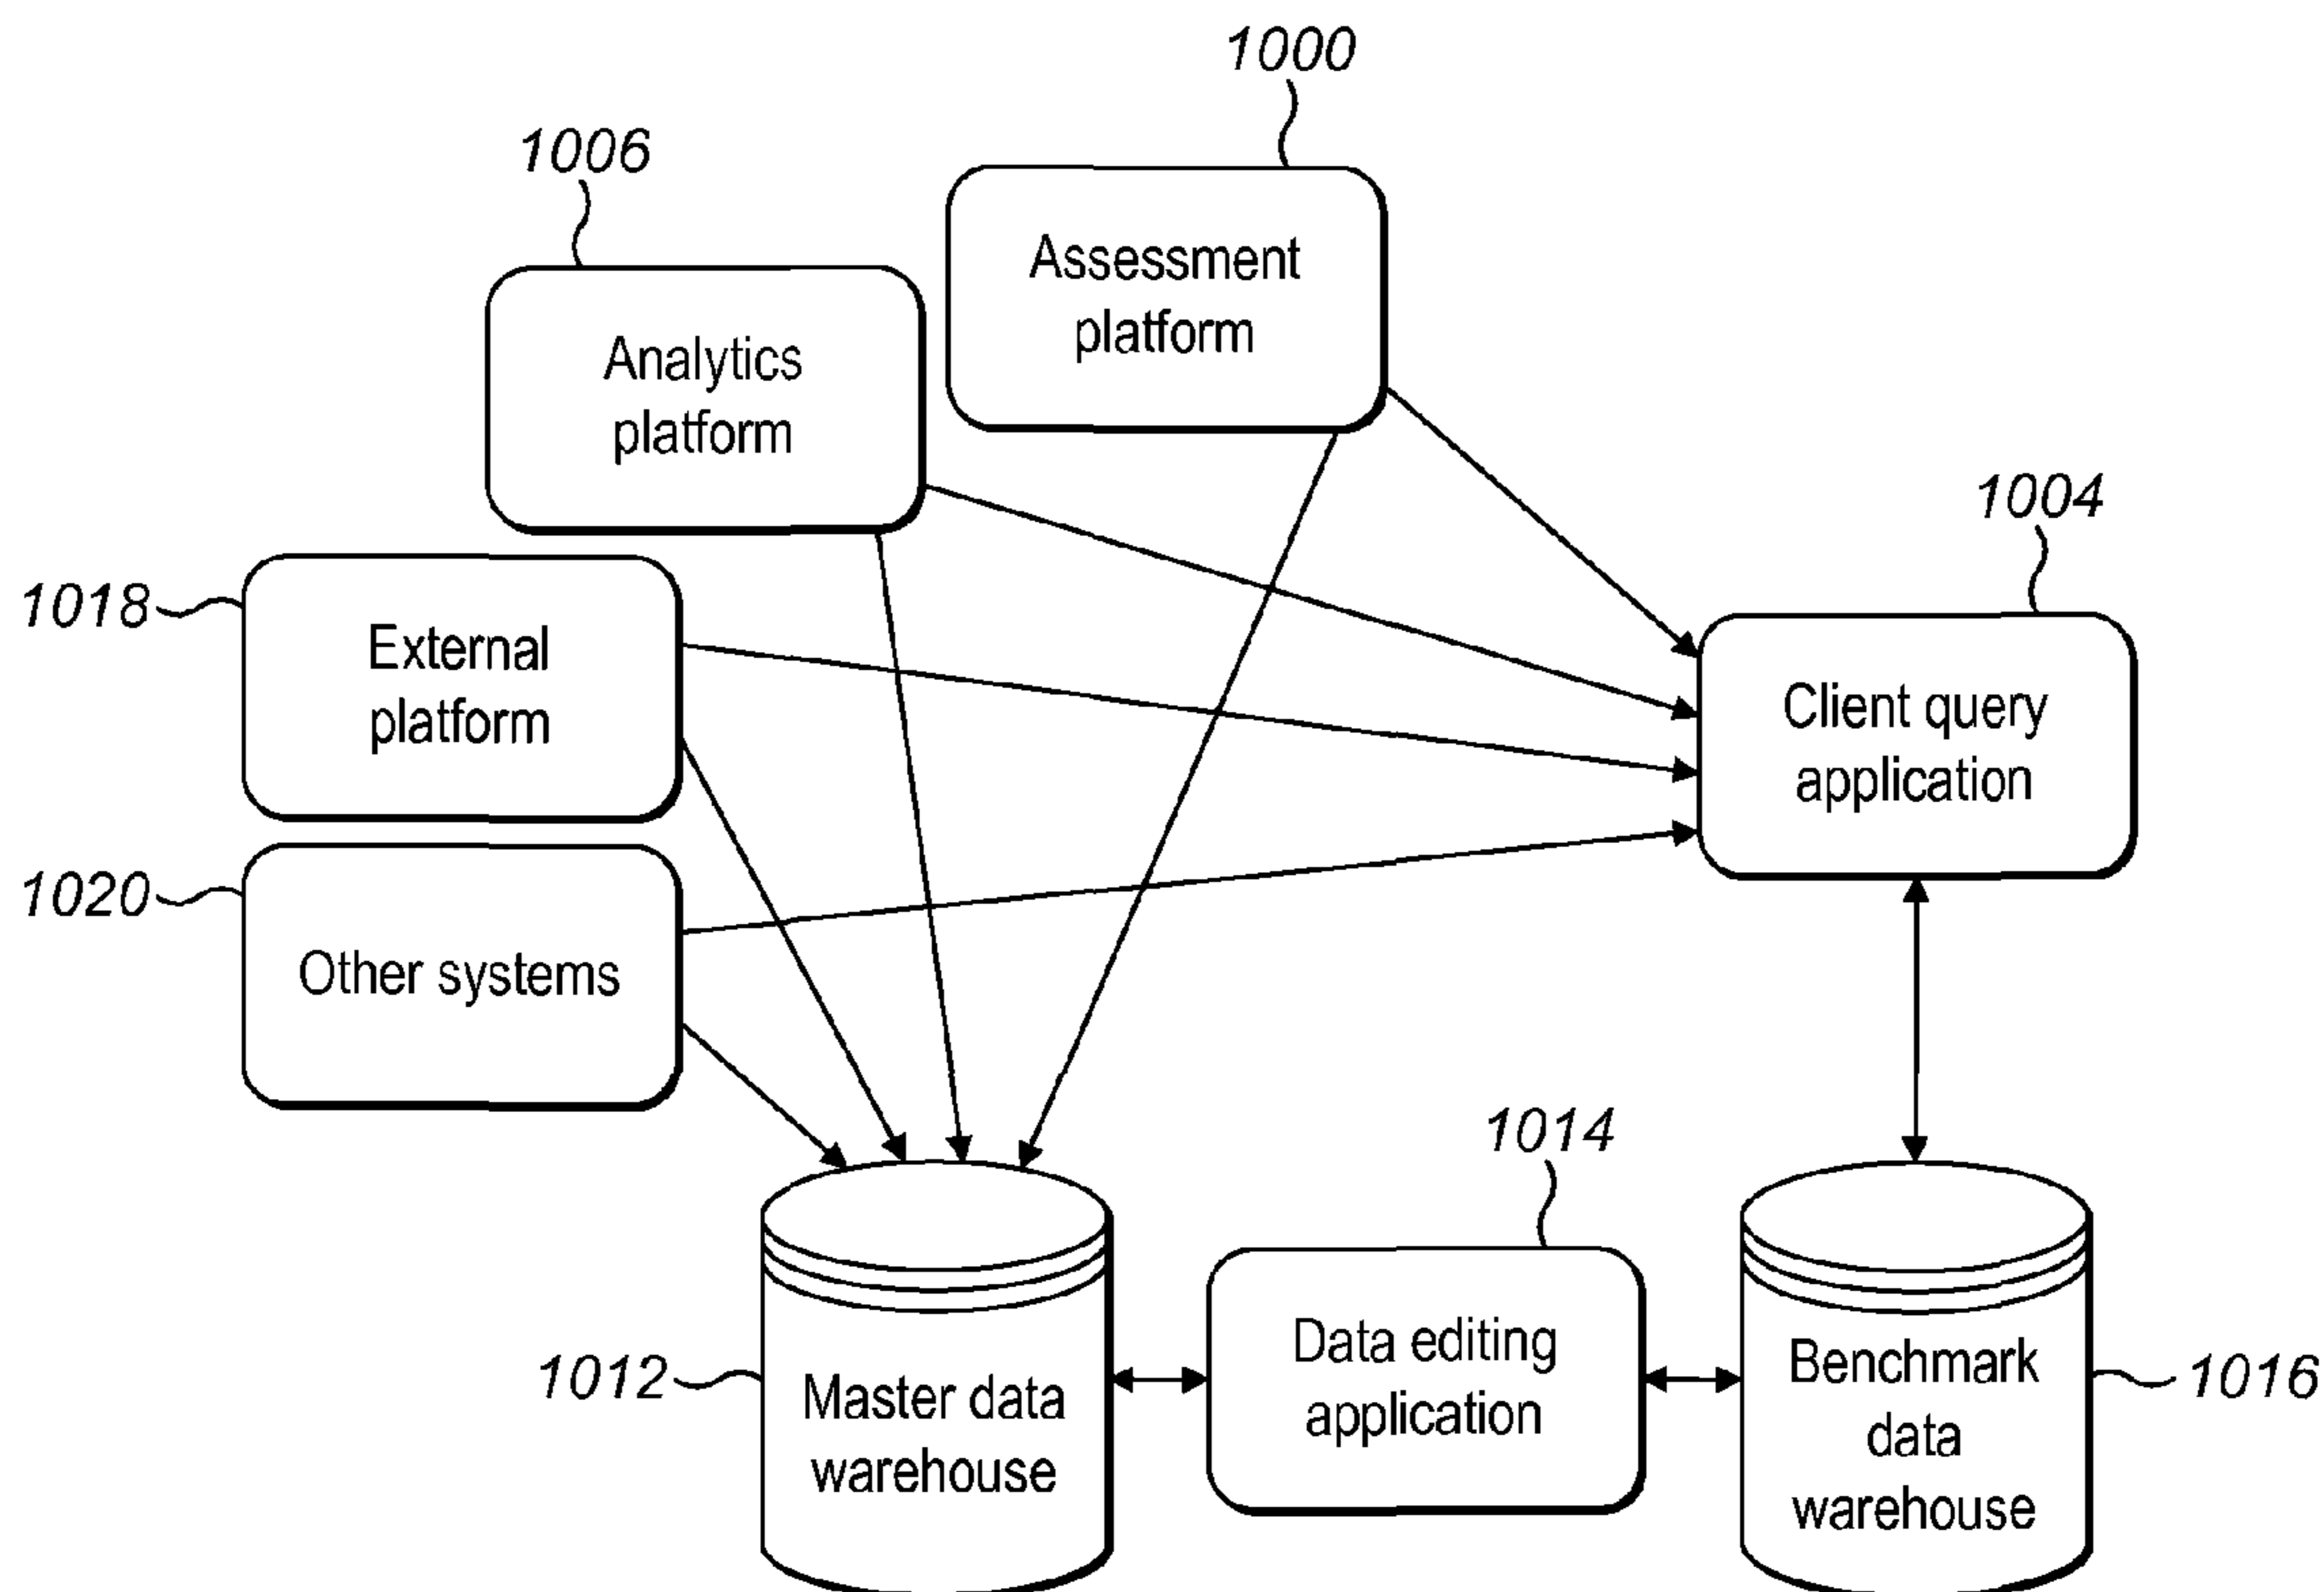 1000
1006
Assessment
platform
Analytics
platform
1004
1018
External
platform
Client query
application
1020
Other systems
1014
1012
Master data
warehouse
Data editing
application
Benchmark
data
warehouse
1016